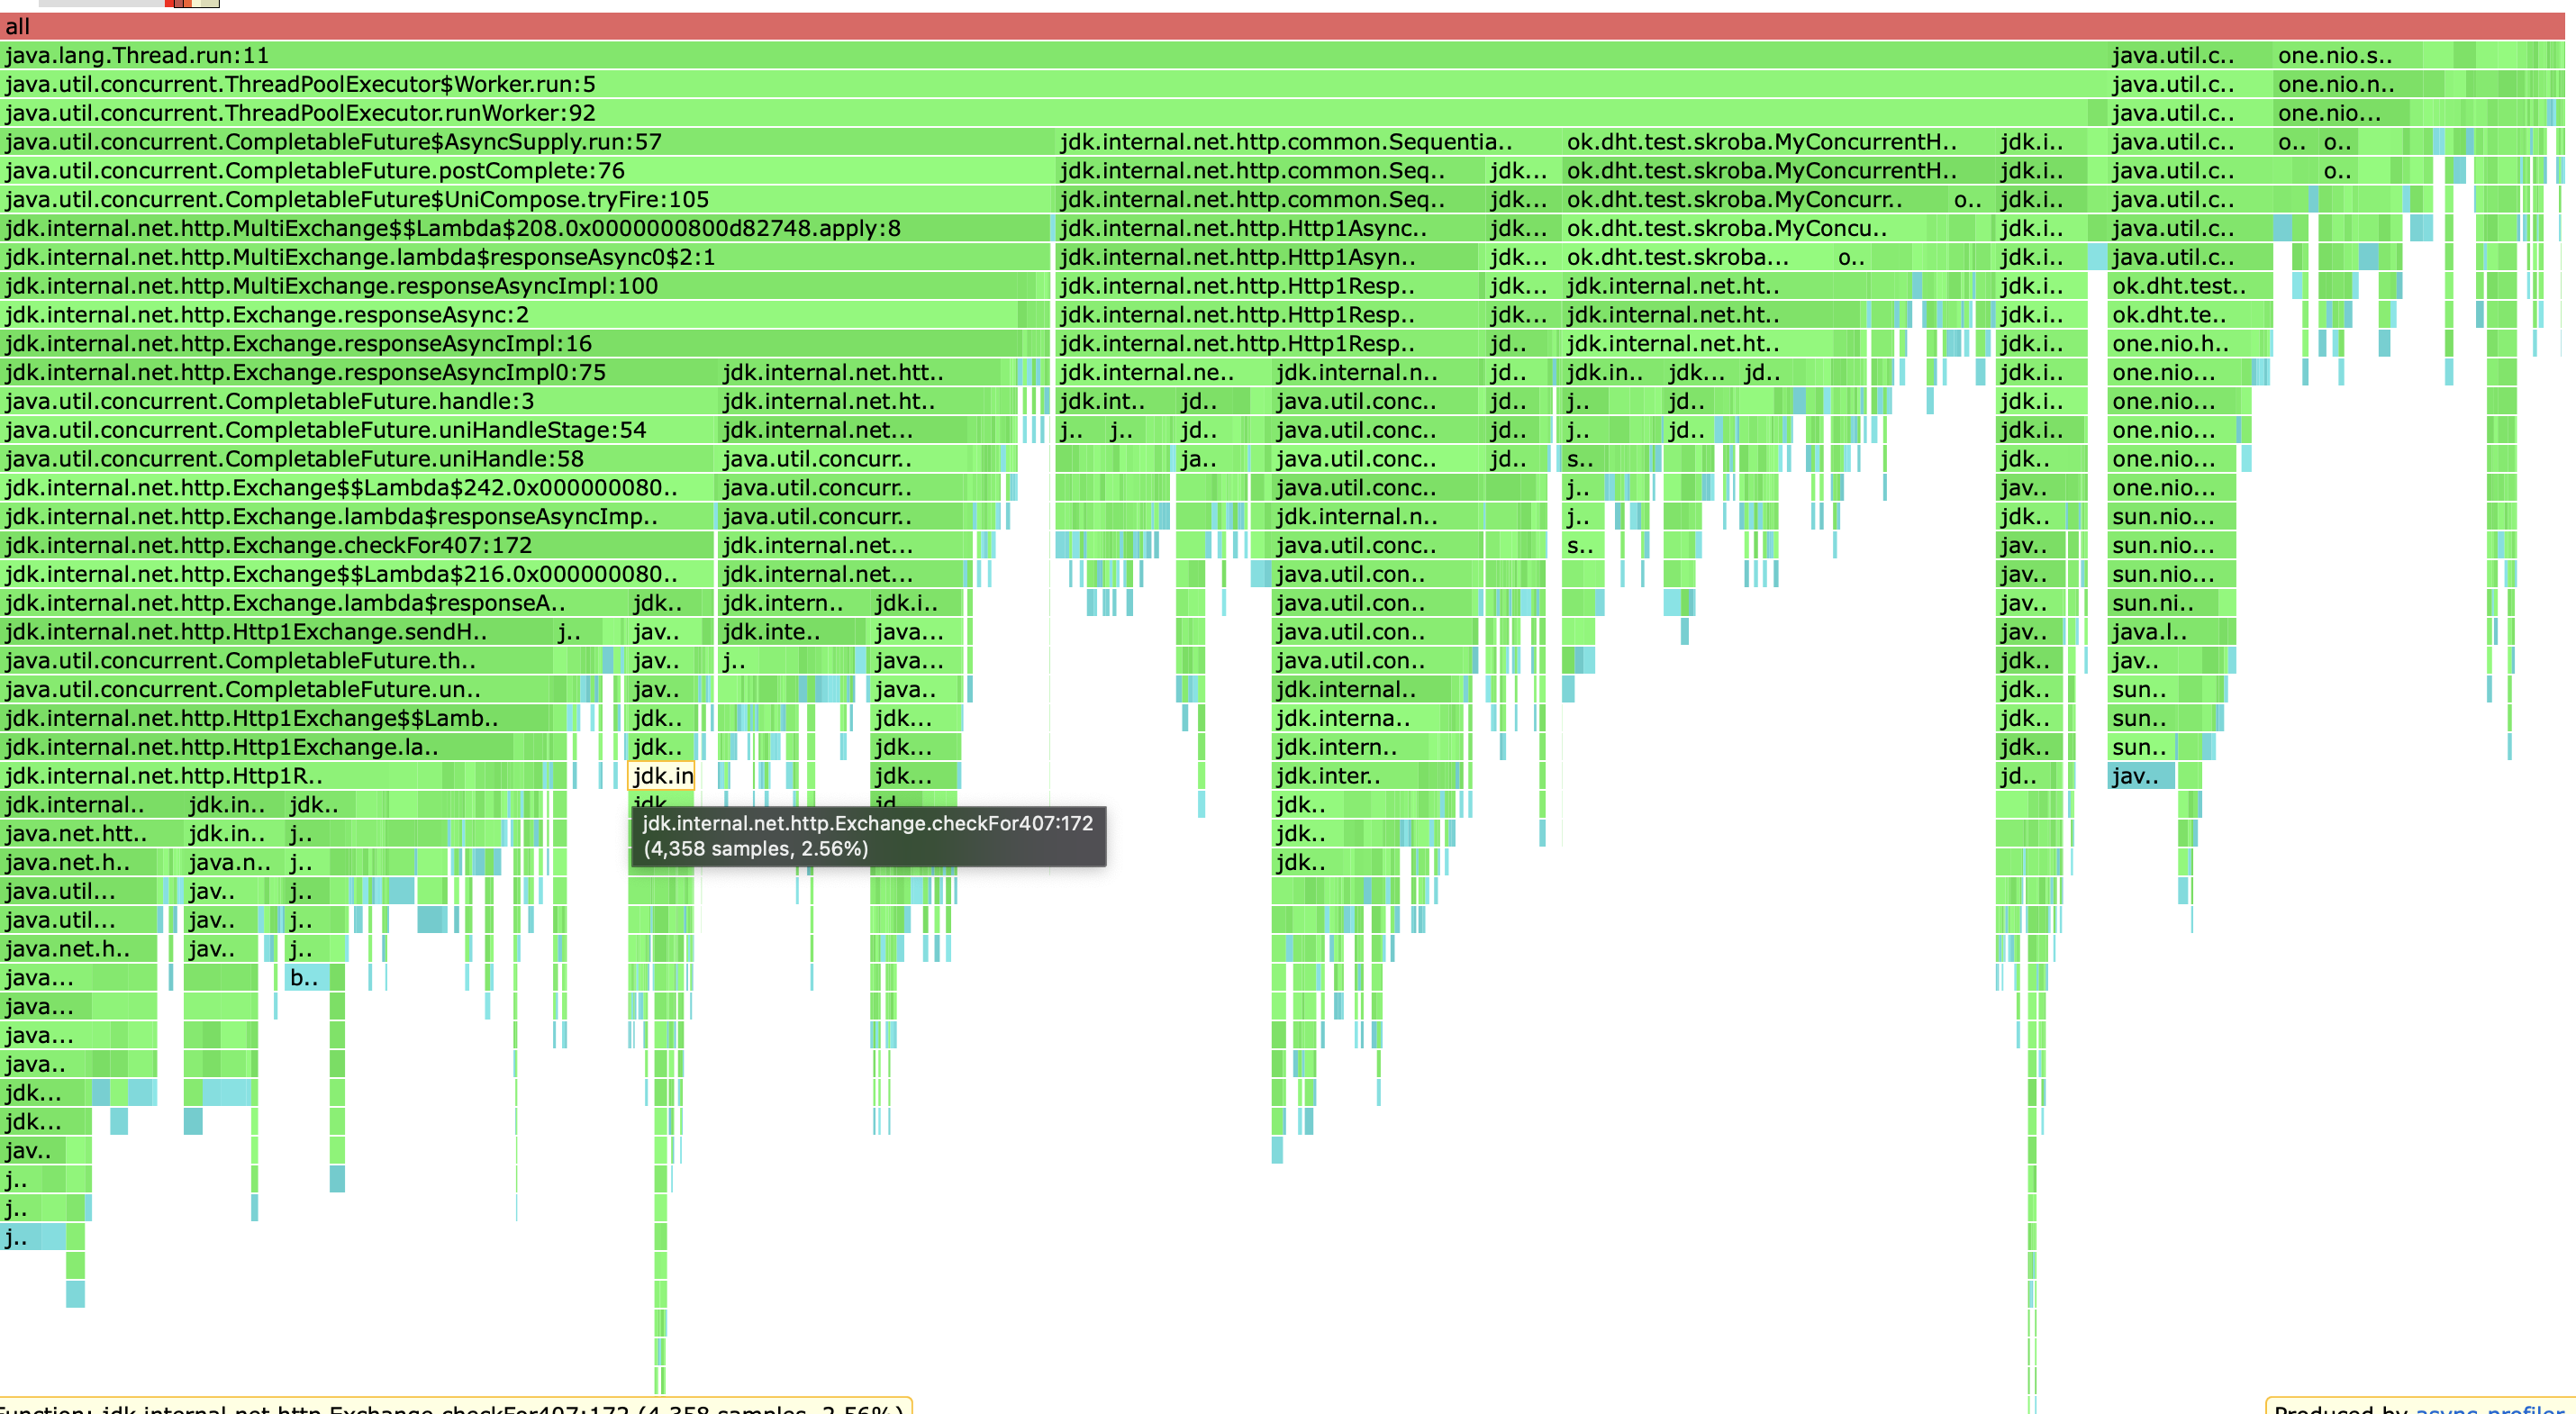 all
java.lang.Thread.run:11 java.util.c.. one.nio.s..
java.util.concurrent.ThreadPoolExecutor$Worker.run:5 java.util.c.. one.nio.n..
java.util.concurrent.ThreadPoolExecutor.runWorker:92 java.util.c.. one.nio...
java.util.concurrent.CompletableFuture$AsyncSupply.run:57 jdk.internal.net.http.common.Sequentia.. ok.dht.test.skroba.MyConcurrentH.. jdk.i.. java.util.c.. o.. o..
java.util.concurrent.CompletableFuture.postComplete:76 jdk.internal.net.http.common.Seq.. jdk... ok.dht.test.skroba.MyConcurrentH.. jdk.i.. java.util.c.. o..
java.util.concurrent.CompletableFuture$UniCompose.tryFire:105 jdk.internal.net.http.common.Seq.. jdk... ok.dht.test.skroba.MyConcurr.. o.. jdk.i.. java.util.c..
jdk.internal.net.http.MultiExchange$$Lambda$208.0x0000000800d82748.apply:8 jdk.internal.net.http.Http1Async.. jdk... ok.dht.test.skroba.MyConcu.. jdk.i.. java.util.c..
jdk.internal.net.http.MultiExchange.lambda$responseAsync0$2:1 jdk.internal.net.http.Http1Asyn.. jdk... ok.dht.test.skroba... o.. jdk.i.. java.util.c..
jdk.internal.net.http.MultiExchange.responseAsyncImpl:100 jdk.internal.net.http.Http1Resp.. jdk... jdk.internal.net.ht.. jdk.i.. ok.dht.test..
jdk.internal.net.http.Exchange.responseAsync:2 jdk.internal.net.http.Http1Resp.. jdk... jdk.internal.net.ht.. jdk.i.. ok.dht.te..
jdk.internal.net.http.Exchange.responseAsyncImpl:16 jdk.internal.net.http.Http1Resp.. jd.. jdk.internal.net.ht.. jdk.i.. one.nio.h..
jdk.internal.net.http.Exchange.responseAsyncImpl0:75 jdk.internal.net.htt.. jdk.internal.ne.. jdk.internal.n.. jd.. jdk.in.. jdk... jd.. jdk.i.. one.nio...
java.util.concurrent.CompletableFuture.handle:3 jdk.internal.net.ht.. jdk.int.. jd.. java.util.conc.. jd.. j.. jd.. jdk.i.. one.nio...
java.util.concurrent.CompletableFuture.uniHandleStage:54 jdk.internal.net... j.. j.. jd.. java.util.conc.. jd.. j.. jd.. jdk.i.. one.nio...
java.util.concurrent.CompletableFuture.uniHandle:58 java.util.concurr.. ja.. java.util.conc.. jd.. s.. jdk.. one.nio...
jdk.internal.net.http.Exchange$$Lambda$242.0x000000080.. java.util.concurr.. java.util.conc.. j.. jav.. one.nio...
jdk.internal.net.http.Exchange.lambda$responseAsyncImp.. java.util.concurr.. jdk.internal.n.. j.. jdk.. sun.nio...
jdk.internal.net.http.Exchange.checkFor407:172 jdk.internal.net... java.util.conc.. s.. jav.. sun.nio...
jdk.internal.net.http.Exchange$$Lambda$216.0x000000080.. jdk.internal.net... java.util.con.. jav.. sun.nio...
jdk.internal.net.http.Exchange.lambda$responseA.. jdk.. jdk.intern.. jdk.i.. java.util.con.. jav.. sun.ni..
jdk.internal.net.http.Http1Exchange.sendH.. j.. jav.. jdk.inte.. java... java.util.con.. jav.. java.l..
java.util.concurrent.CompletableFuture.th.. jav.. j.. java... java.util.con.. jdk.. jav..
java.util.concurrent.CompletableFuture.un.. jav.. java.. jdk.internal.. jdk.. sun..
jdk.internal.net.http.Http1Exchange$$Lamb.. jdk.. jdk... jdk.interna.. jdk.. sun..
jdk.internal.net.http.Http1Exchange.la.. jdk.. jdk... jdk.intern.. jdk.. sun..
jdk.internal.net.http.Http1R.. jdk.in jdk... jdk.inter.. jd.. jav..
jdk.internal.. jdk.in.. jdk.. jdk jd jdk..
java.net.htt.. jdk.in.. j.. jdk..
jdk.internal.net.http.Exchange.checkFor407:172
(4,358 samples, 2.56%)
java.net.h.. java.n.. j.. jdk..
java.util... jav.. j..
java.util... jav.. j..
java.net.h.. jav.. j..
java... b..
java...
java...
java..
jdk...
jdk...
jav..
j..
j..
j..
Function: jdk.internal.net.http.Exchange.checkFor407:172 (4,358 samples, 2.56%)
Produced by async-profiler